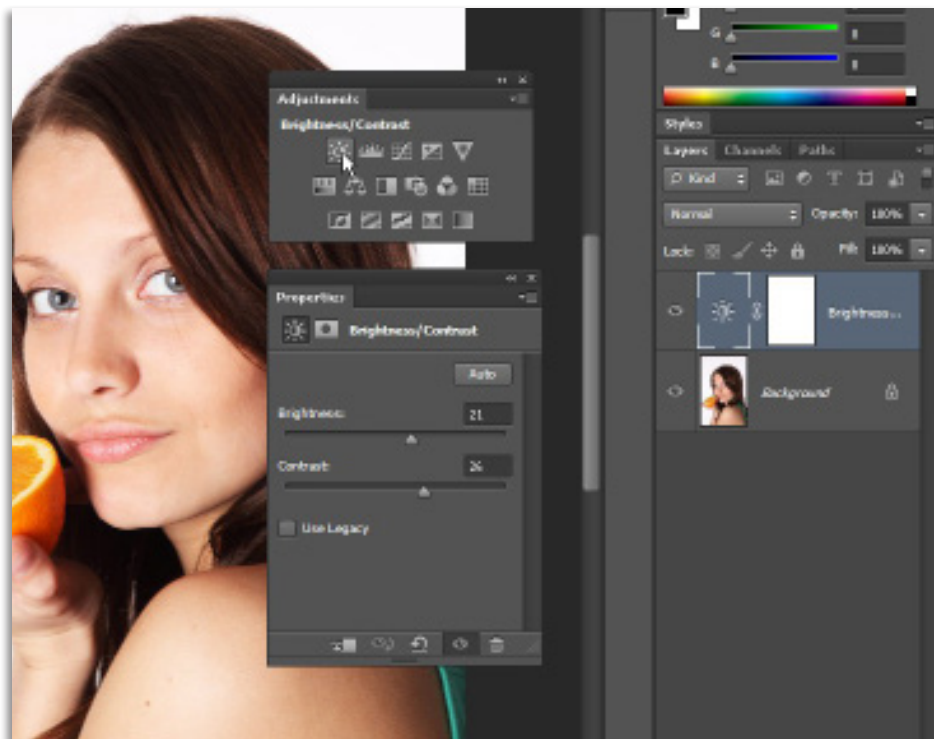 Adjustments
Brightness/Contrast
Properties
Brightness/Contrast
Auto
Brightness: 21
Contrast: 26
Use Legacy
G
B
Styles
Layers Channels Paths
Kind
Normal Opacity: 100%
Lock: Fill: 100%
Brightness...
Background